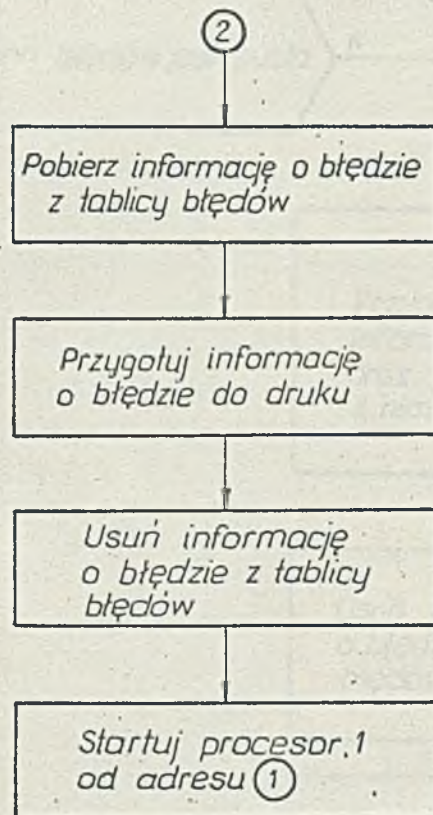 2
Pobierz informację o błędzie
z tablicy błędów
Przygotuj informację
o błędzie do druku
Usuń informację
o błędzie z tablicy
błędów
Startuj procesor 1
od adresu 1